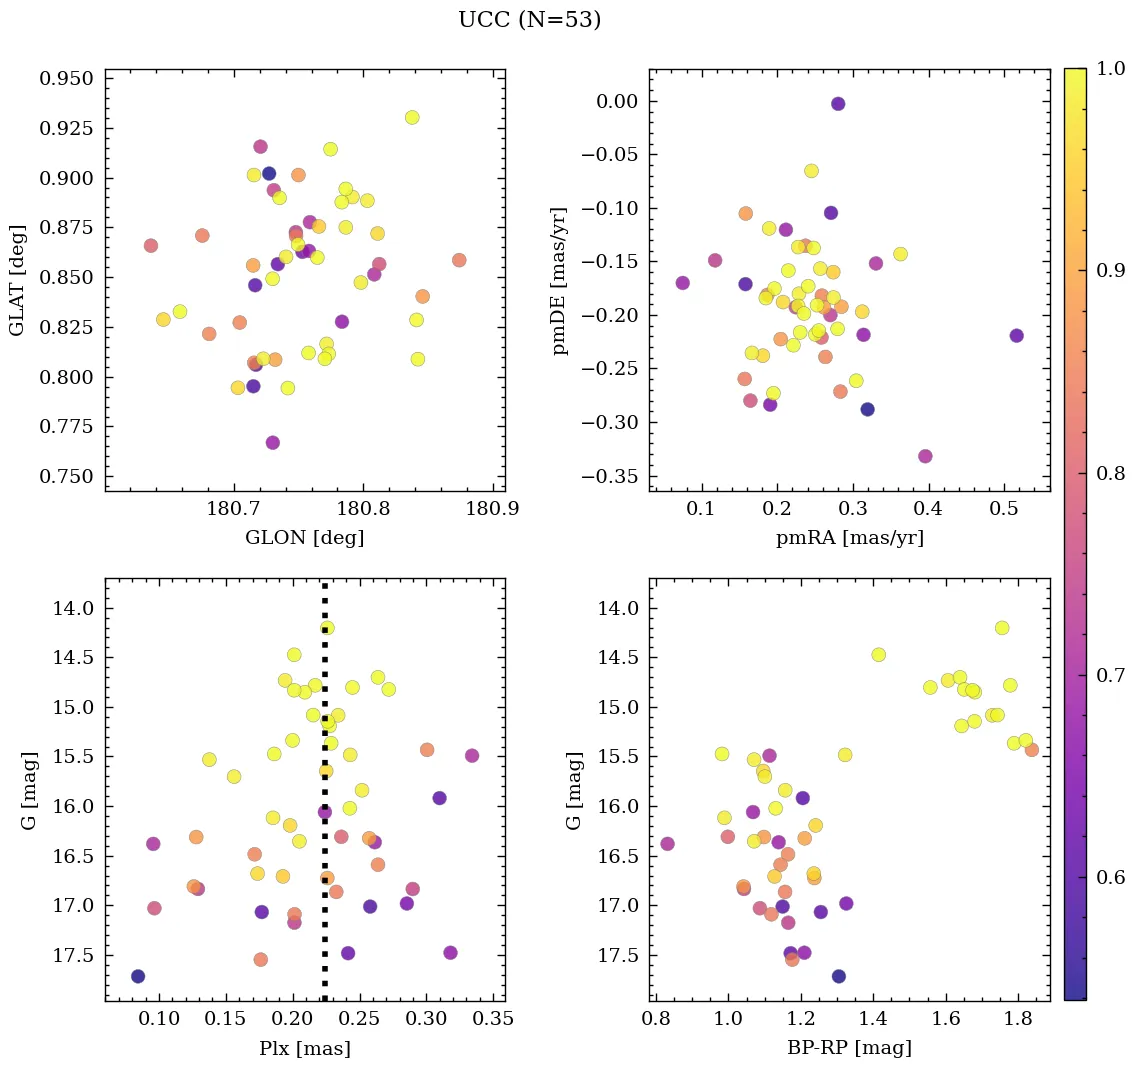 UCC (N=53)
0.950
0.925
0.900
0.875
0.850
0.825
0.800
0.775
0.750
GLAT [deg]
180.7 180.8 180.9
GLON [deg]
0.00
−0.05
−0.10
−0.15
−0.20
−0.25
−0.30
−0.35
pmDE [mas/yr]
0.1 0.2 0.3 0.4 0.5
pmRA [mas/yr]
1.0
0.9
0.8
0.7
0.6
14.0
14.5
15.0
15.5
16.0
16.5
17.0
17.5
G [mag]
0.10 0.15 0.20 0.25 0.30 0.35
Plx [mas]
14.0
14.5
15.0
15.5
16.0
16.5
17.0
17.5
G [mag]
0.8 1.0 1.2 1.4 1.6 1.8
BP-RP [mag]